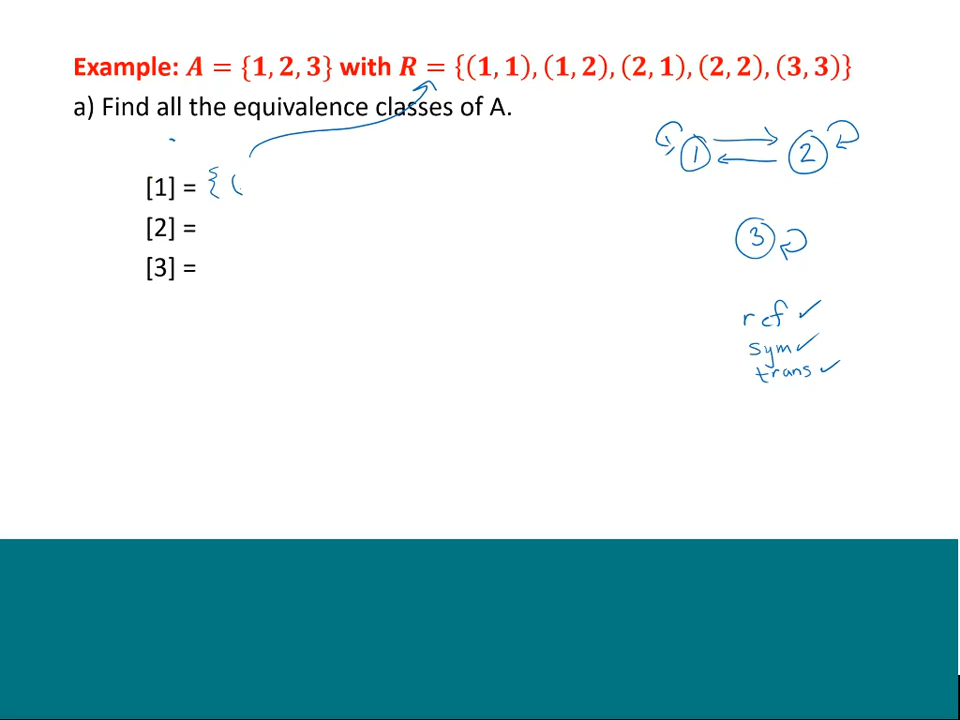 Example: A = {1, 2, 3} with R = {(1, 1), (1, 2), (2, 1), (2, 2), (3, 3)}
a) Find all the equivalence classes of A.
1 2
[1] = { (
[2] =
3
[3] =
ref ✓
sym ✓
trans ✓